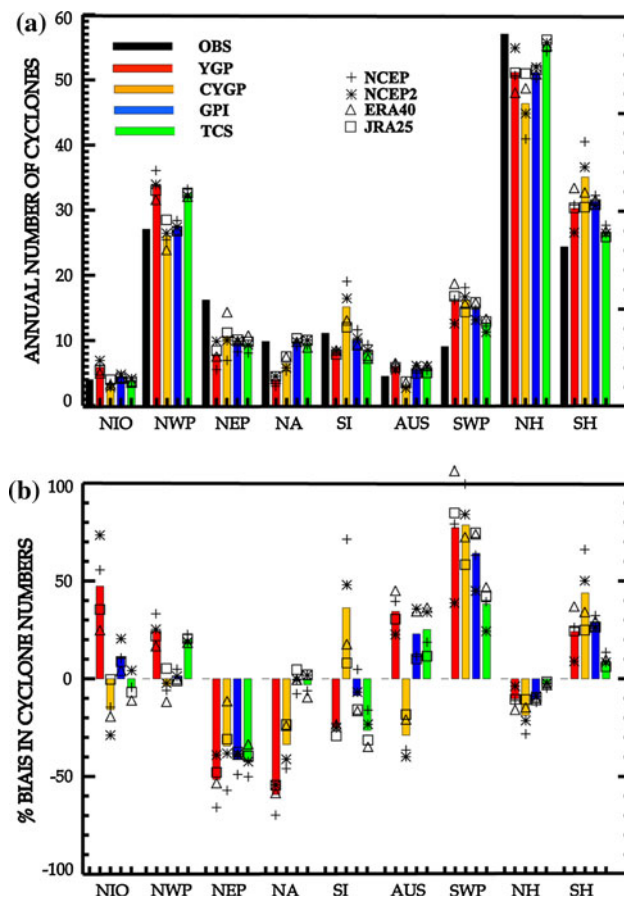 (a)
ANNUAL NUMBER OF CYCLONES
60
50
40
30
20
10
0
OBS
YGP
CYGP
GPI
TCS
NCEP
NCEP2
ERA40
JRA25
NIO NWP NEP NA SI AUS SWP NH SH
(b)
% BIAIS IN CYCLONE NUMBERS
100
50
0
-50
-100
NIO NWP NEP NA SI AUS SWP NH SH